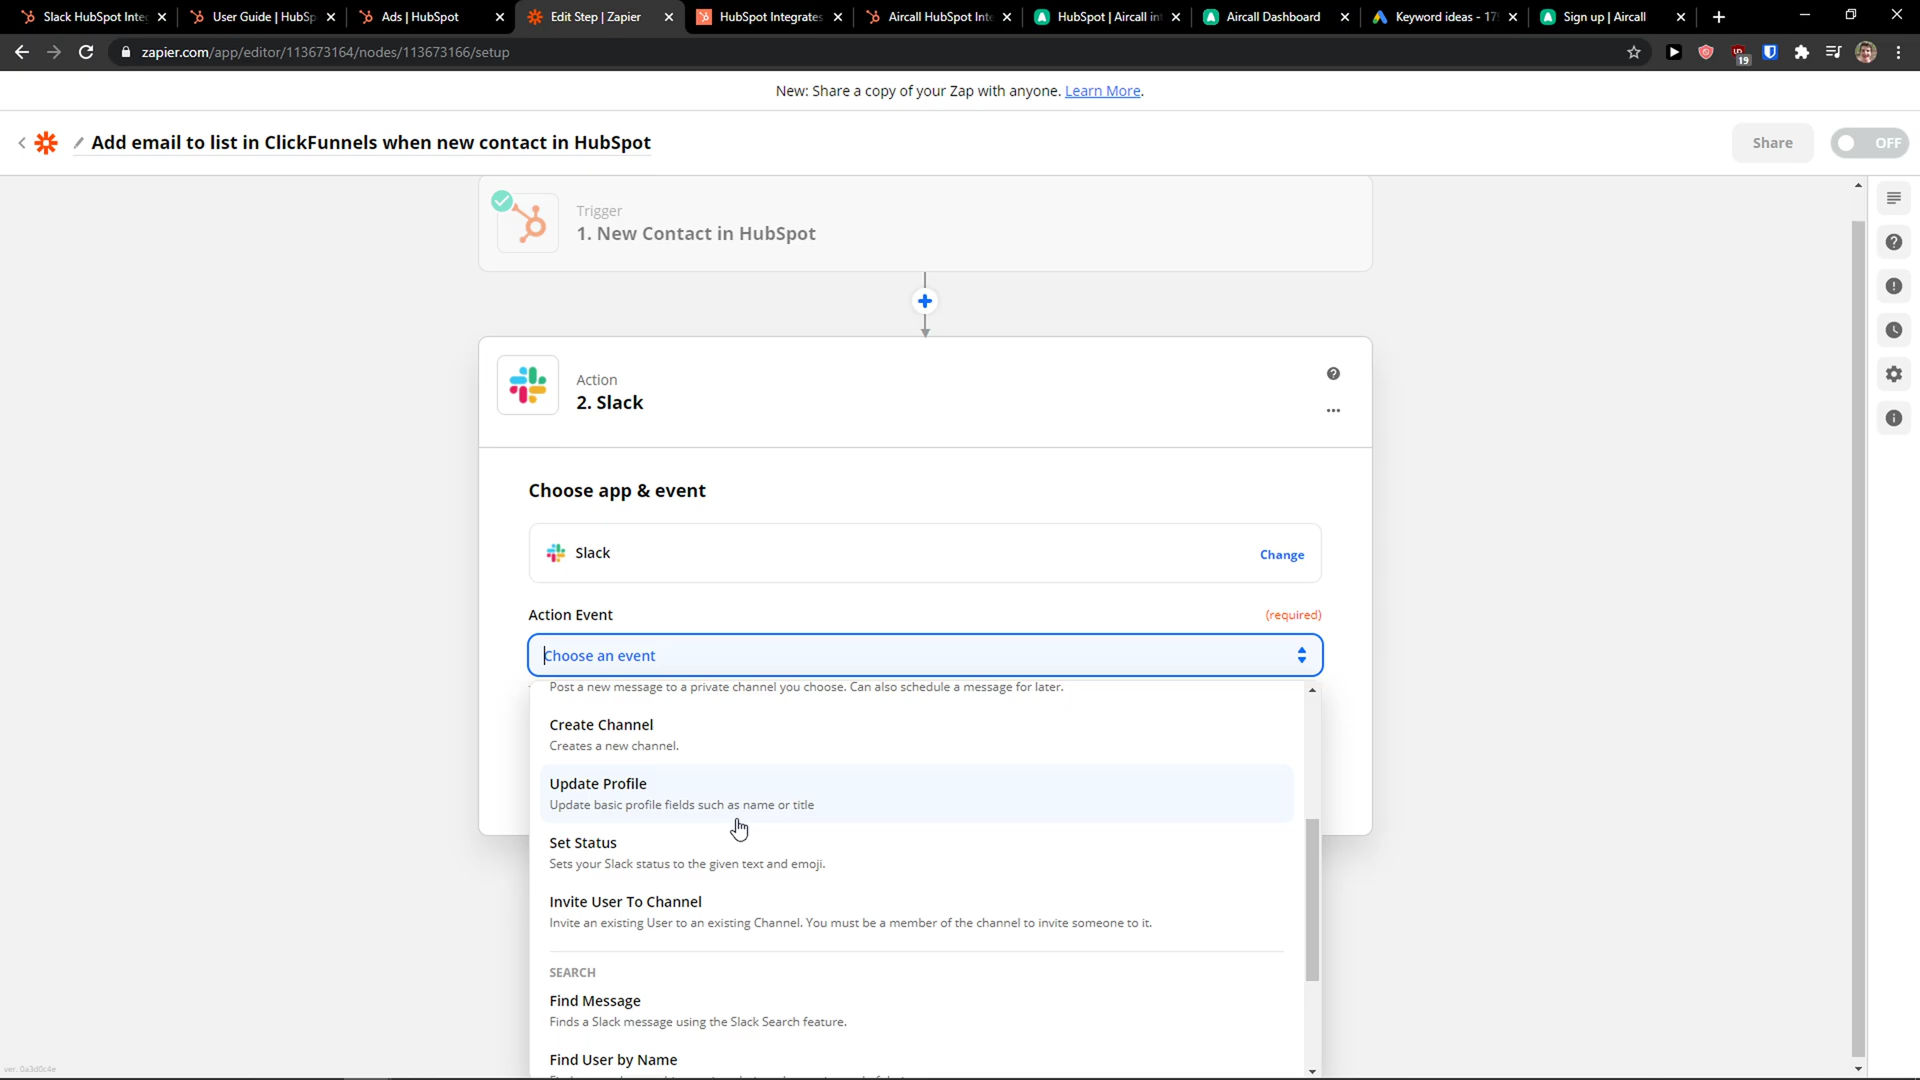 Slack HubSpot Inte
User Guide | HubSp
Ads | HubSpot
Edit Step | Zapier
HubSpot Integrates
Aircall HubSpot Inte
HubSpot | Aircall in
Aircall Dashboard
Keyword ideas - 17
Sign up | Aircall
zapier.com/app/editor/113673164/nodes/113673166/setup
19
New: Share a copy of your Zap with anyone. Learn More.
Add email to list in ClickFunnels when new contact in HubSpot
Share
OFF
Trigger
1. New Contact in HubSpot
Action
2. Slack
Choose app & event
Slack
Change
Action Event
(required)
Choose an event
Post a new message to a private channel you choose. Can also schedule a message for later.
Create Channel
Creates a new channel.
Update Profile
Update basic profile fields such as name or title
Set Status
Sets your Slack status to the given text and emoji.
Invite User To Channel
Invite an existing User to an existing Channel. You must be a member of the channel to invite someone to it.
SEARCH
Find Message
Finds a Slack message using the Slack Search feature.
Find User by Name
ver. 0a3d0c4e